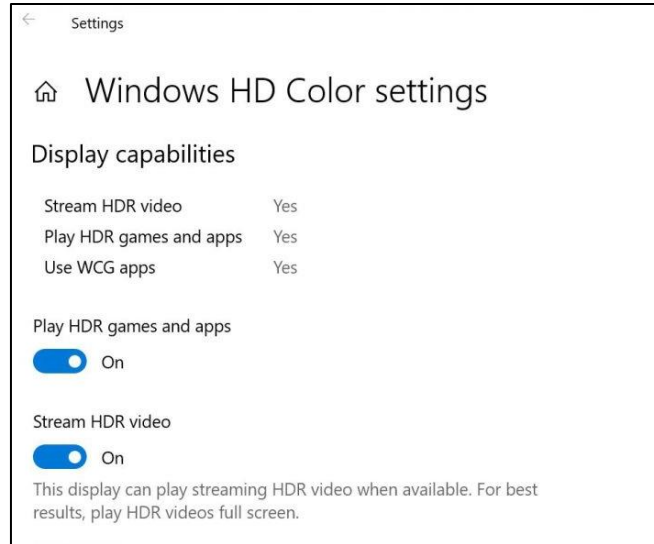 Settings
Windows HD Color settings
Display capabilities
Stream HDR video Yes
Play HDR games and apps Yes
Use WCG apps Yes
Play HDR games and apps
On
Stream HDR video
On
This display can play streaming HDR video when available. For best
results, play HDR videos full screen.